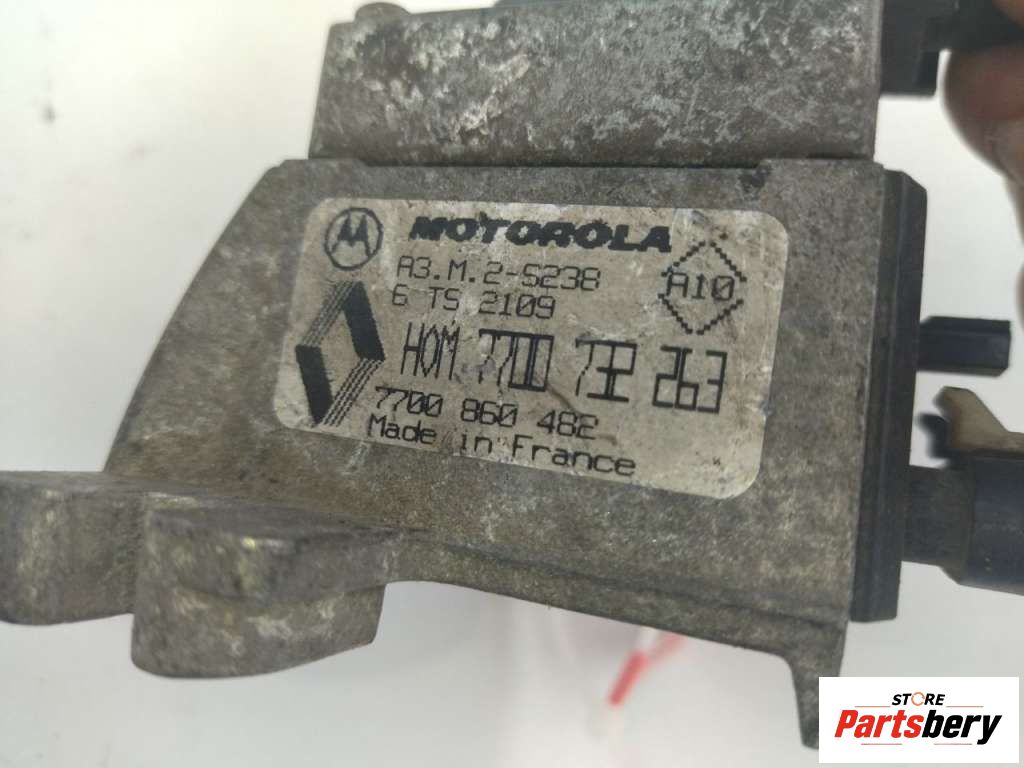 MOTOROLA
A3.M.2-S238
6 TS 2109
A10
HOM 7700 732 263
7700 860 482
Made in France
STORE
Partsbery